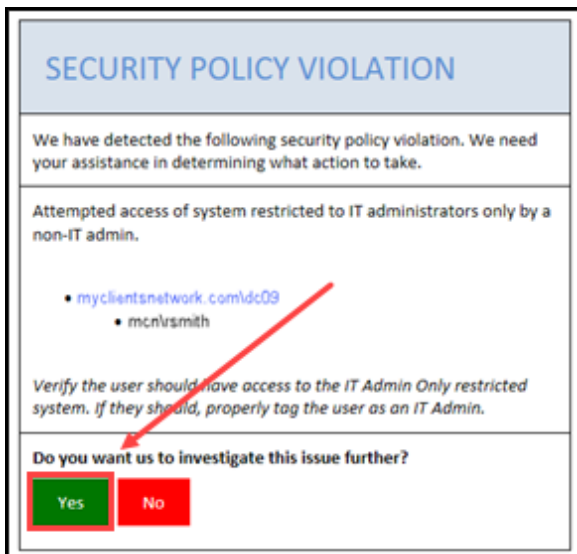 SECURITY POLICY VIOLATION
We have detected the following security policy violation. We need
your assistance in determining what action to take.
Attempted access of system restricted to IT administrators only by a
non-IT admin.
• myclientsnetwork.com\dc09
• mcn\rsmith
Verify the user should have access to the IT Admin Only restricted
system. If they should, properly tag the user as an IT Admin.
Do you want us to investigate this issue further?
Yes No